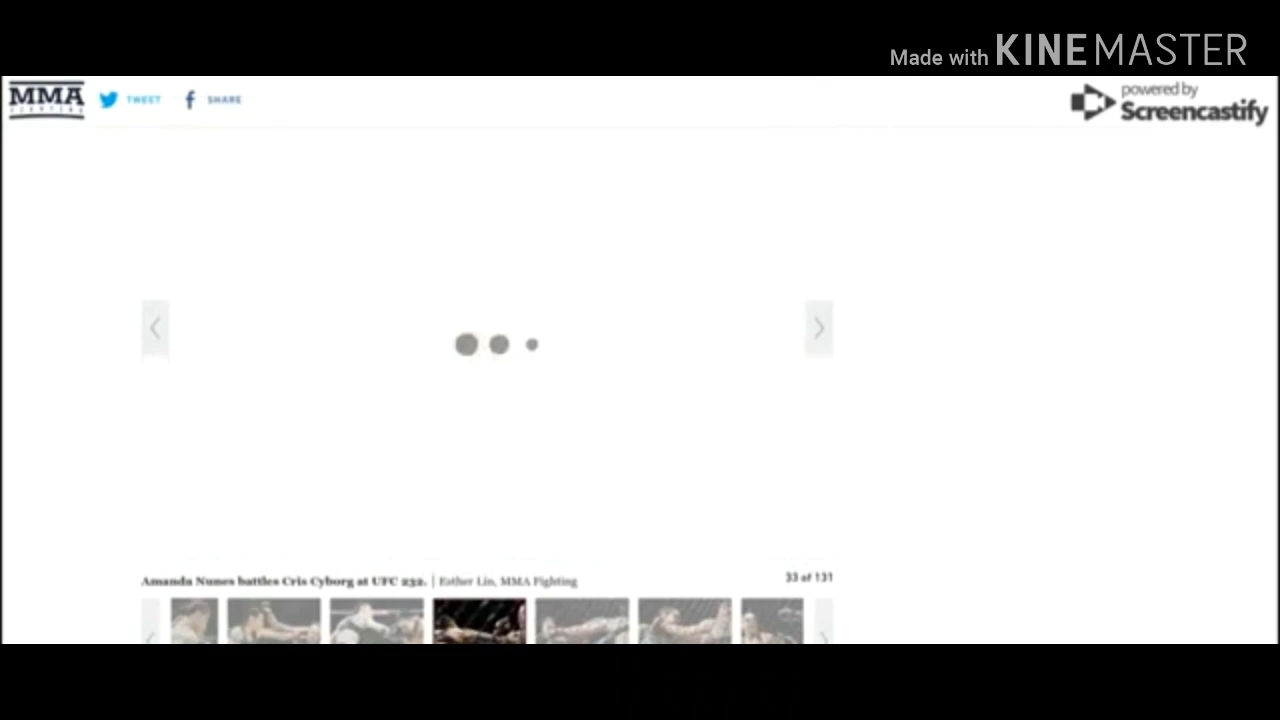 Made with KINEMASTER
MMA
FIGHTING
TWEET
SHARE
powered by
Screencastify
Amanda Nunes battles Cris Cyborg at UFC 232. | Esther Lin, MMA Fighting
33 of 131